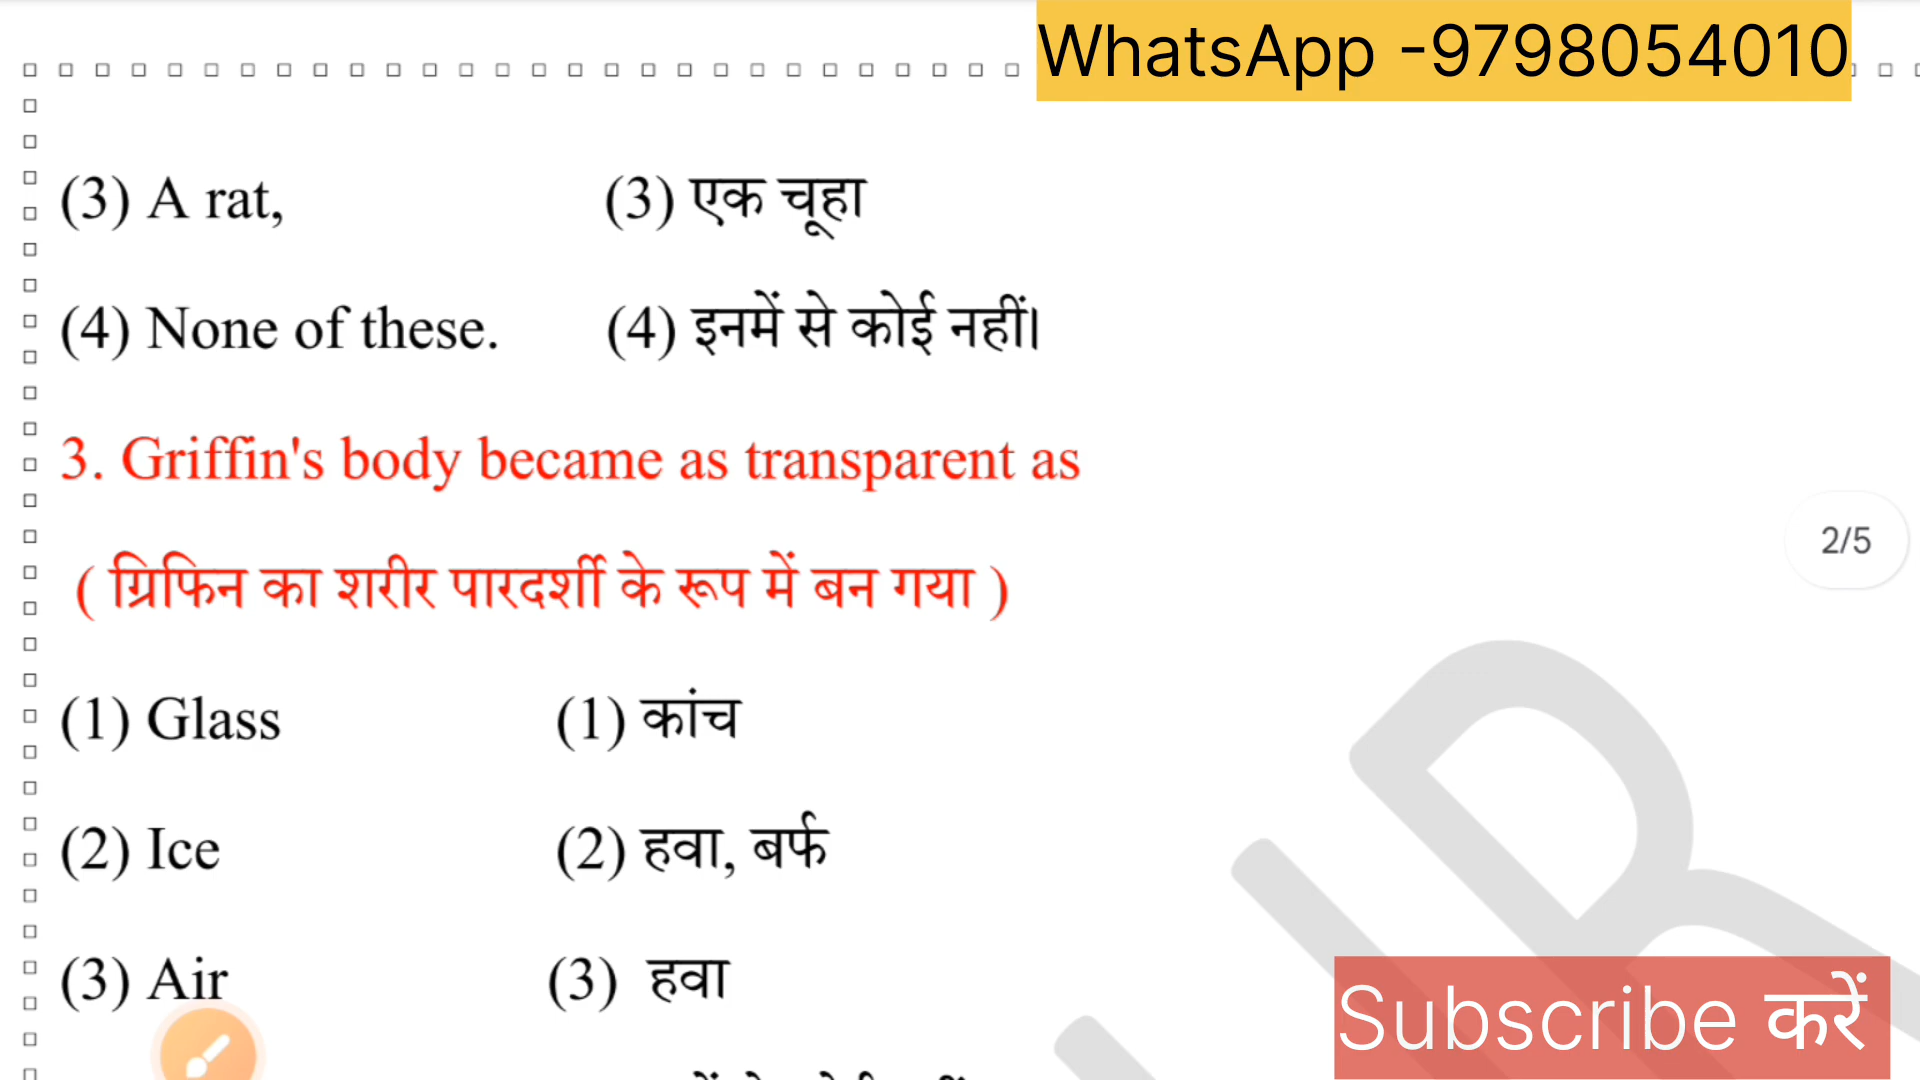 WhatsApp -9798054010
(3) A rat, (3) एक चूहा
(4) None of these. (4) इनमें से कोई नहीं।
3. Griffin's body became as transparent as
( ग्रिफिन का शरीर पारदर्शी के रूप में बन गया )
2/5
(1) Glass (1) कांच
(2) Ice (2) हवा, बर्फ
(3) Air (3) हवा
Subscribe करें